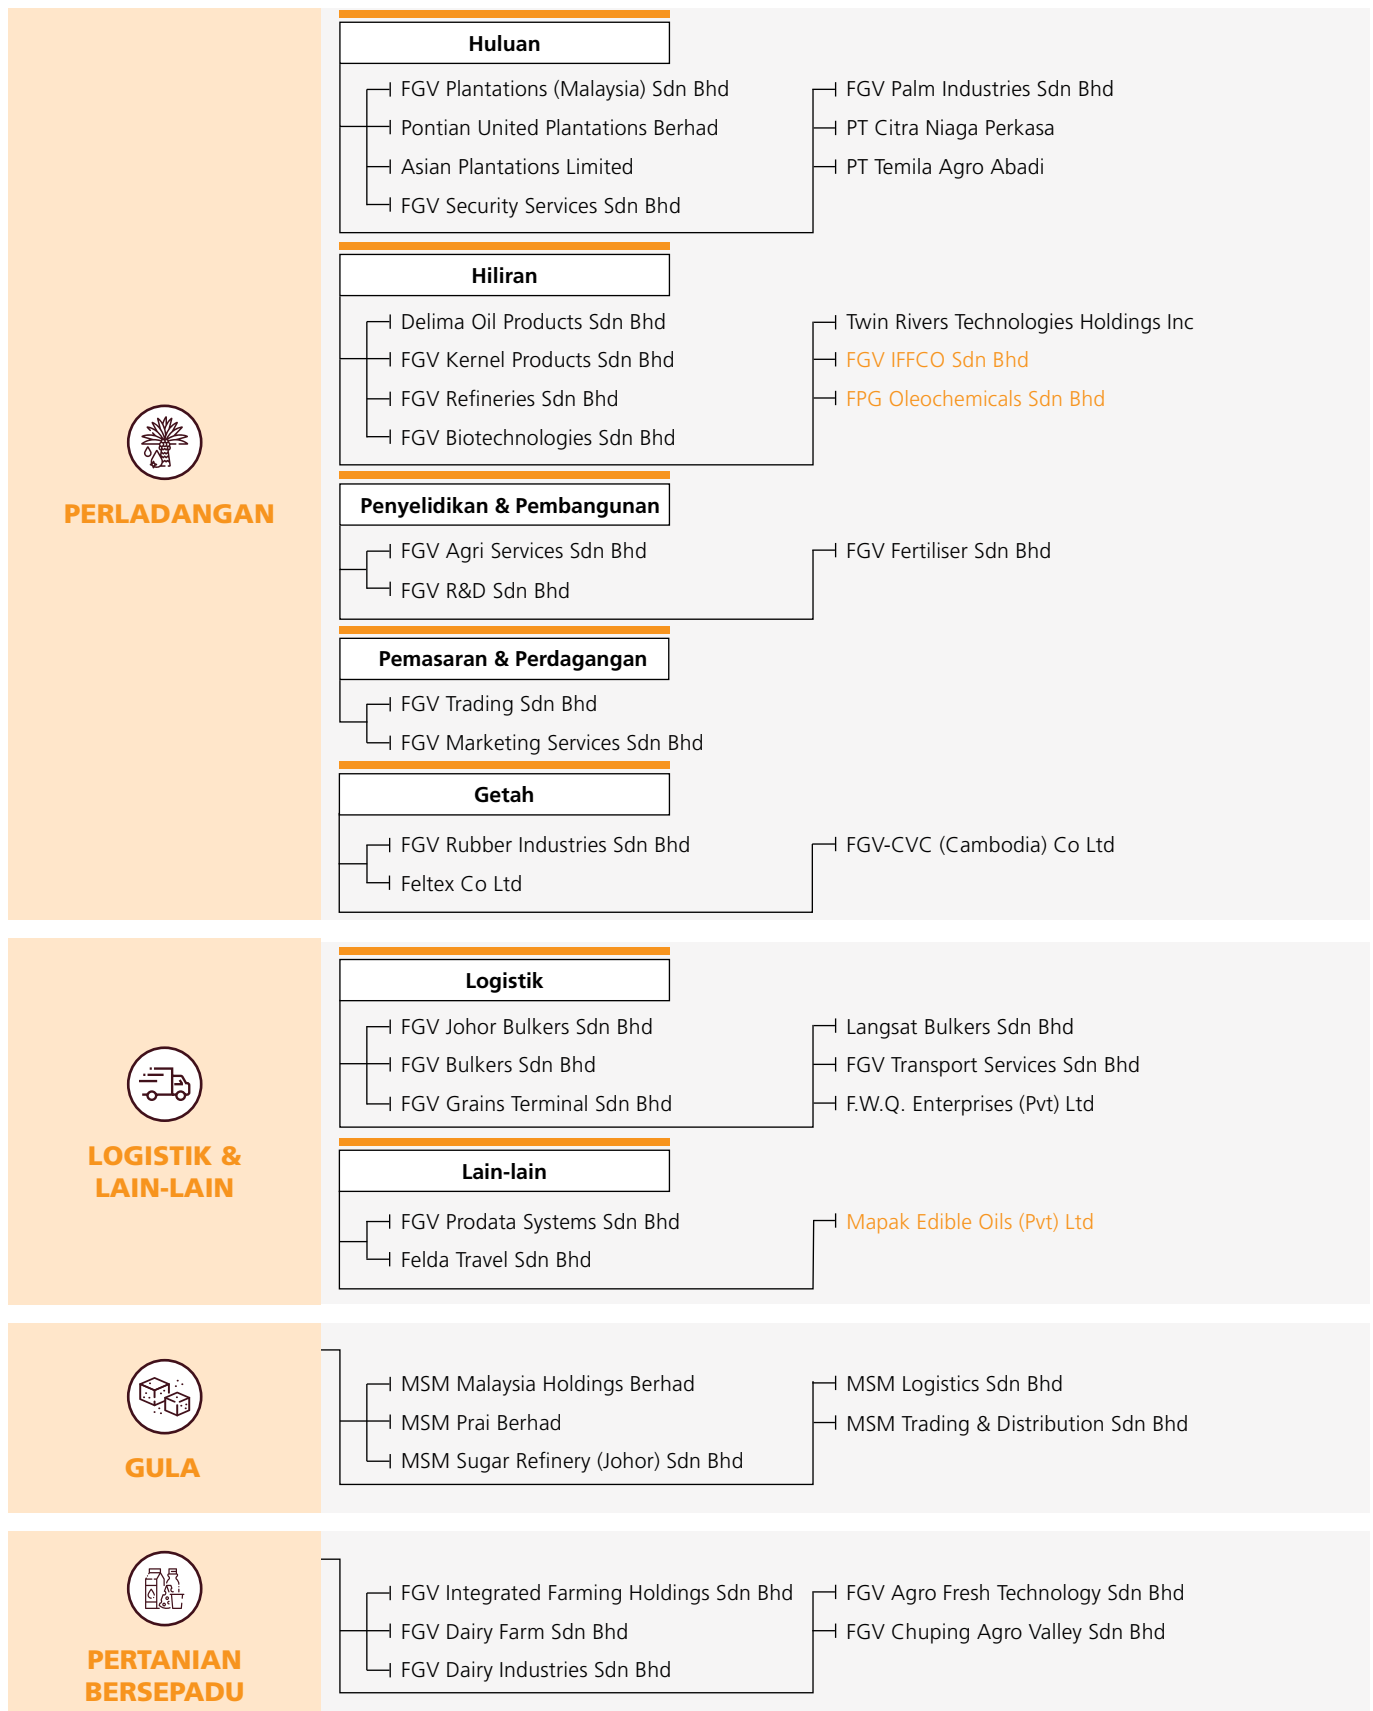 PERLADANGAN
Huluan
FGV Plantations (Malaysia) Sdn Bhd
Pontian United Plantations Berhad
Asian Plantations Limited
FGV Security Services Sdn Bhd
FGV Palm Industries Sdn Bhd
PT Citra Niaga Perkasa
PT Temila Agro Abadi
Hiliran
Delima Oil Products Sdn Bhd
FGV Kernel Products Sdn Bhd
FGV Refineries Sdn Bhd
FGV Biotechnologies Sdn Bhd
Twin Rivers Technologies Holdings Inc
FGV IFFCO Sdn Bhd
FPG Oleochemicals Sdn Bhd
Penyelidikan & Pembangunan
FGV Agri Services Sdn Bhd
FGV R&D Sdn Bhd
FGV Fertiliser Sdn Bhd
Pemasaran & Perdagangan
FGV Trading Sdn Bhd
FGV Marketing Services Sdn Bhd
Getah
FGV Rubber Industries Sdn Bhd
Feltex Co Ltd
FGV-CVC (Cambodia) Co Ltd
LOGISTIK &
LAIN-LAIN
Logistik
FGV Johor Bulkers Sdn Bhd
FGV Bulkers Sdn Bhd
FGV Grains Terminal Sdn Bhd
Langsat Bulkers Sdn Bhd
FGV Transport Services Sdn Bhd
F.W.Q. Enterprises (Pvt) Ltd
Lain-lain
FGV Prodata Systems Sdn Bhd
Felda Travel Sdn Bhd
Mapak Edible Oils (Pvt) Ltd
GULA
MSM Malaysia Holdings Berhad
MSM Prai Berhad
MSM Sugar Refinery (Johor) Sdn Bhd
MSM Logistics Sdn Bhd
MSM Trading & Distribution Sdn Bhd
PERTANIAN
BERSEPADU
FGV Integrated Farming Holdings Sdn Bhd
FGV Dairy Farm Sdn Bhd
FGV Dairy Industries Sdn Bhd
FGV Agro Fresh Technology Sdn Bhd
FGV Chuping Agro Valley Sdn Bhd